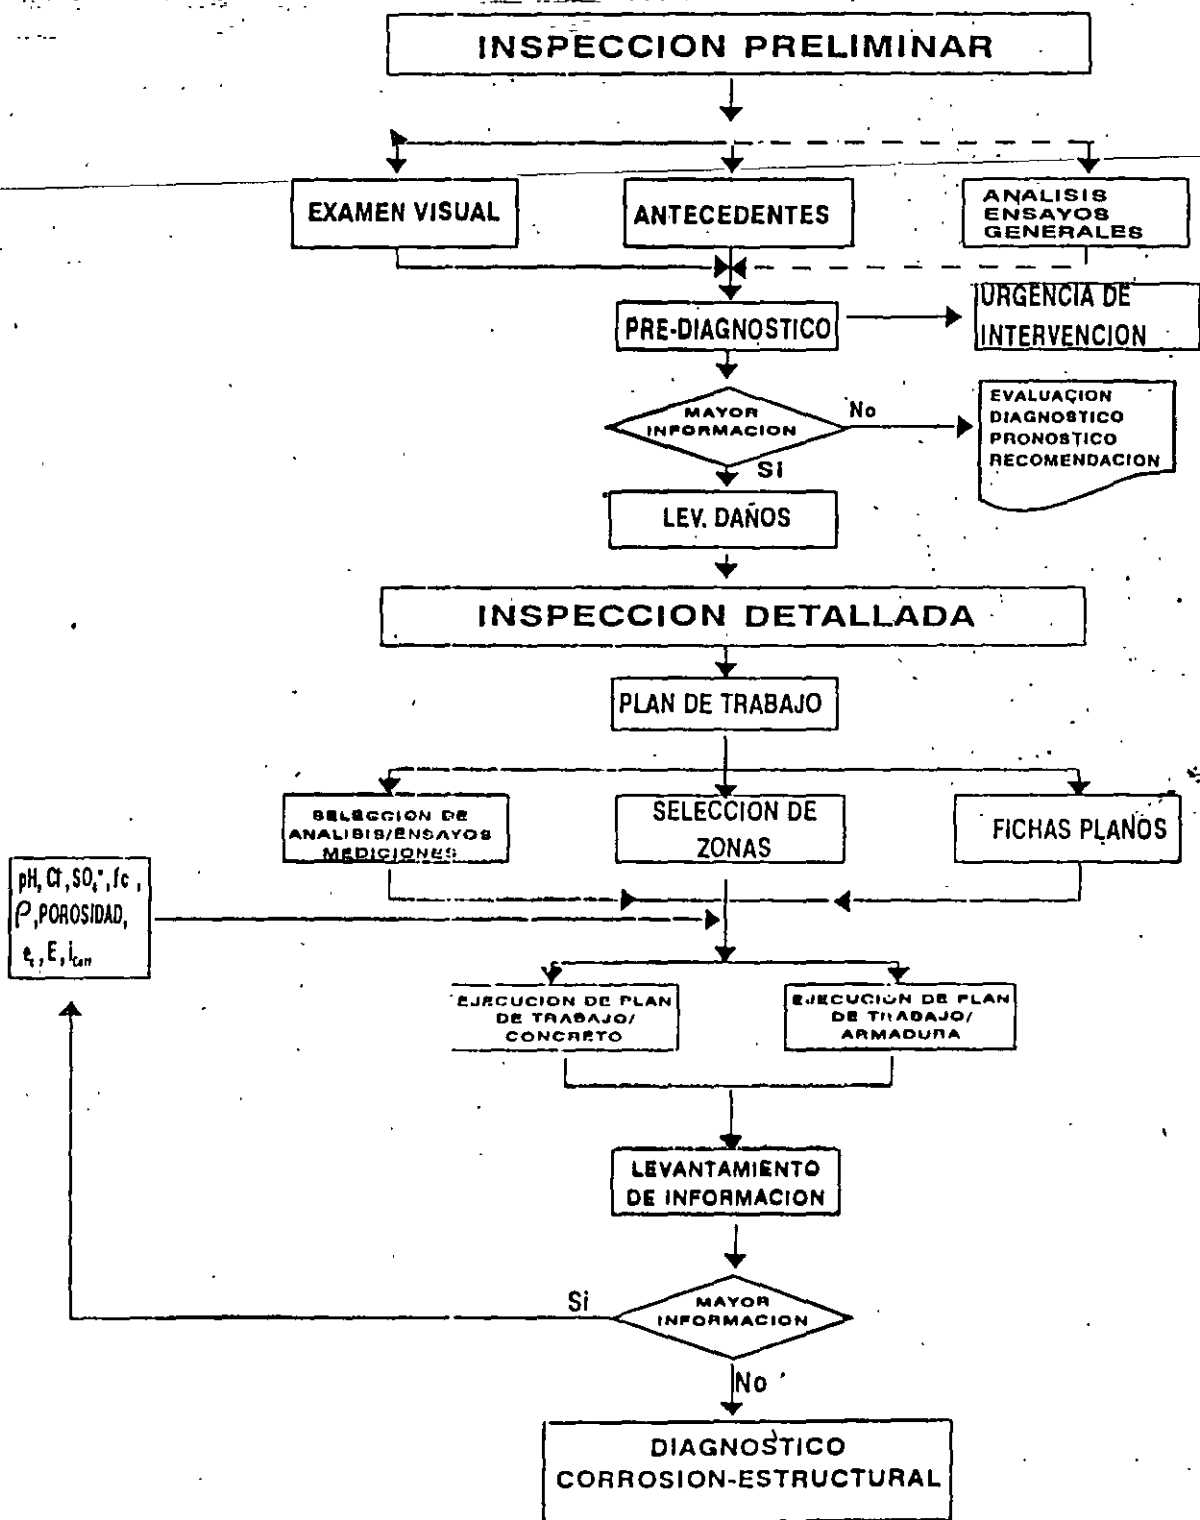 INSPECCION PRELIMINAR
EXAMEN VISUAL
ANTECEDENTES
ANALISIS
ENSAYOS
GENERALES
PRE-DIAGNOSTICO
URGENCIA DE
INTERVENCION
MAYOR
INFORMACION
No
EVALUACION
DIAGNOSTICO
PRONOSTICO
RECOMENDACION
Si
LEV. DAÑOS
INSPECCION DETALLADA
PLAN DE TRABAJO
SELECCION DE
ANALISIS/ENSAYOS
MEDICIONES
SELECCION DE
ZONAS
FICHAS PLANOS
pH, Cl⁻, SO₄⁼, fc,
ρ, POROSIDAD,
e, E, iCorr
EJECUCION DE PLAN
DE TRABAJO/
CONCRETO
EJECUCION DE PLAN
DE TRABAJO/
ARMADURA
LEVANTAMIENTO
DE INFORMACION
Si
MAYOR
INFORMACION
No
DIAGNOSTICO
CORROSION-ESTRUCTURAL